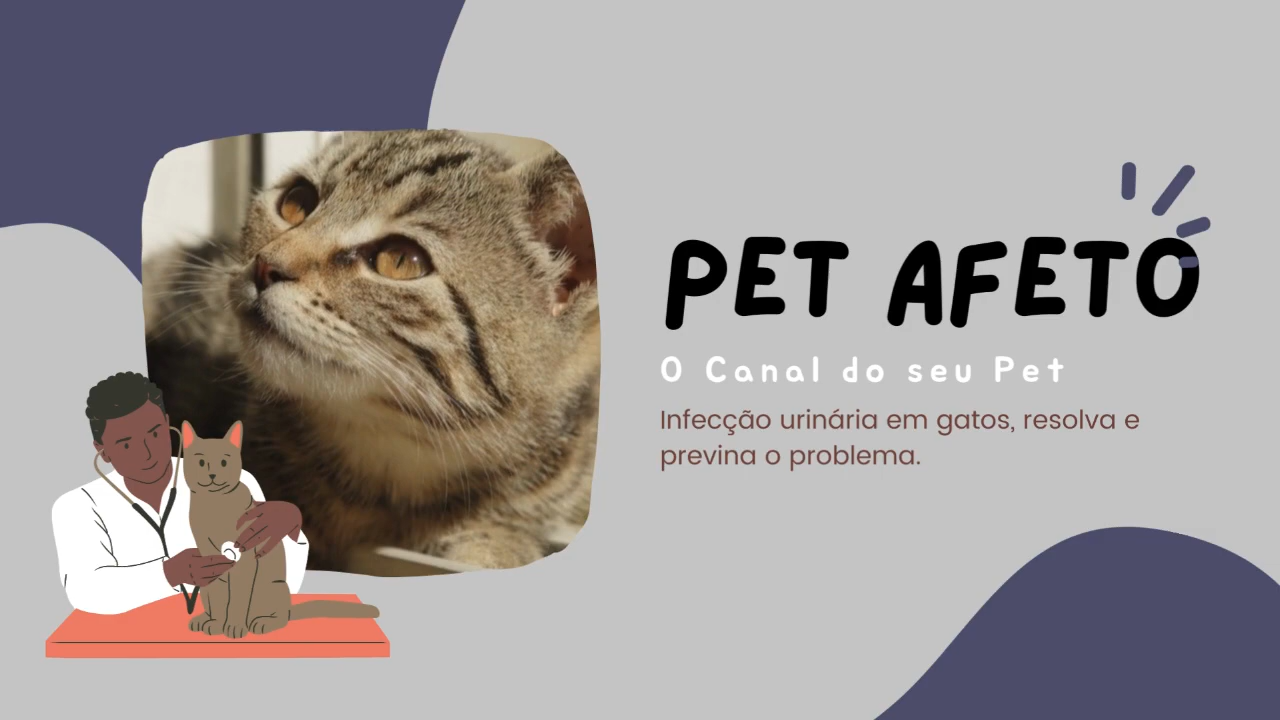 PET AFETO
O Canal do seu Pet
Infecção urinária em gatos, resolva e
previna o problema.